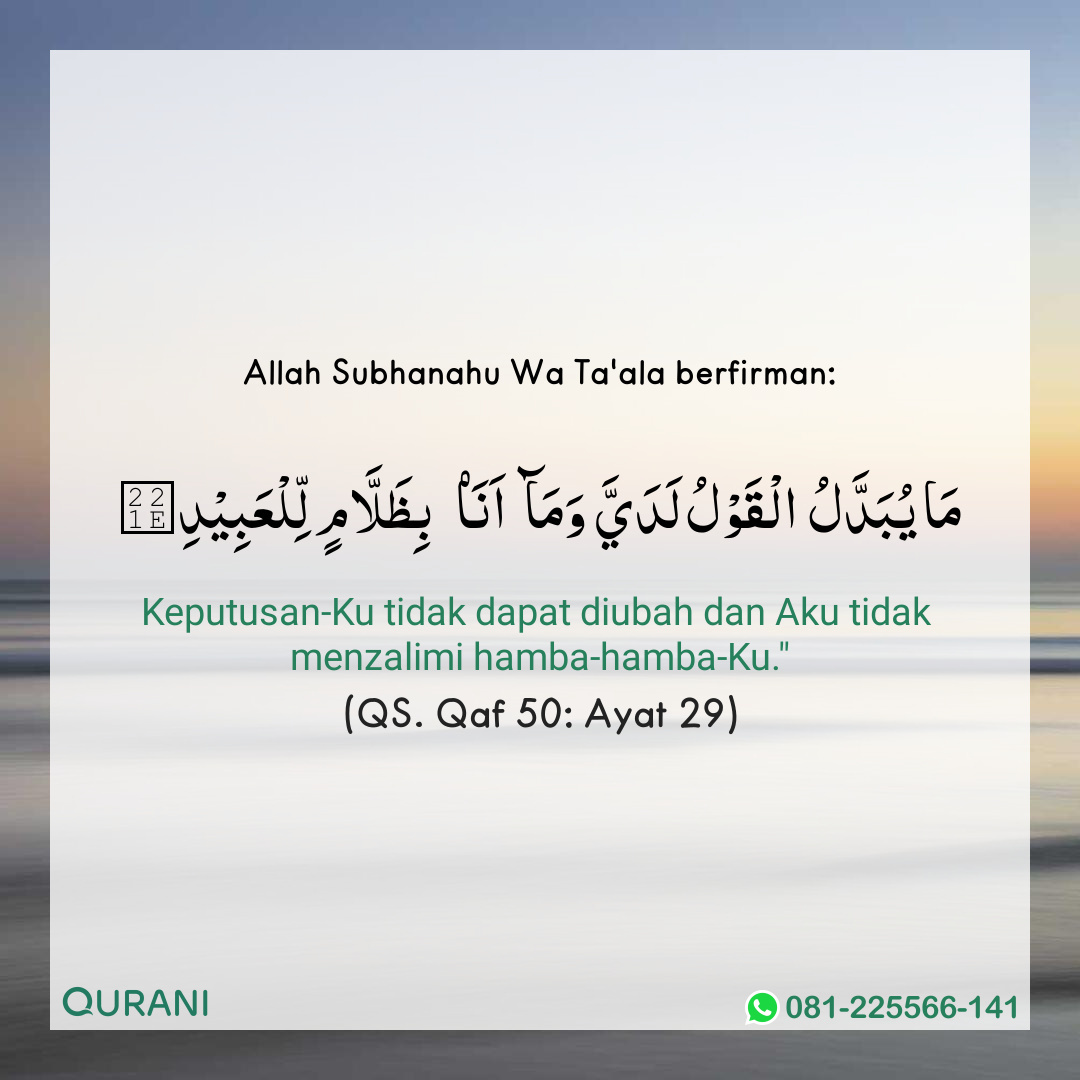 Allah Subhanahu Wa Ta'ala berfirman:
مَا يُبَدَّلُ الْقَوْلُ لَدَيَّ وَمَآ اَنَا۠ بِظَلَّامٍ لِّلْعَبِيْدِ
Keputusan-Ku tidak dapat diubah dan Aku tidak
menzalimi hamba-hamba-Ku."
(QS. Qaf 50: Ayat 29)
QURANI
081-225566-141